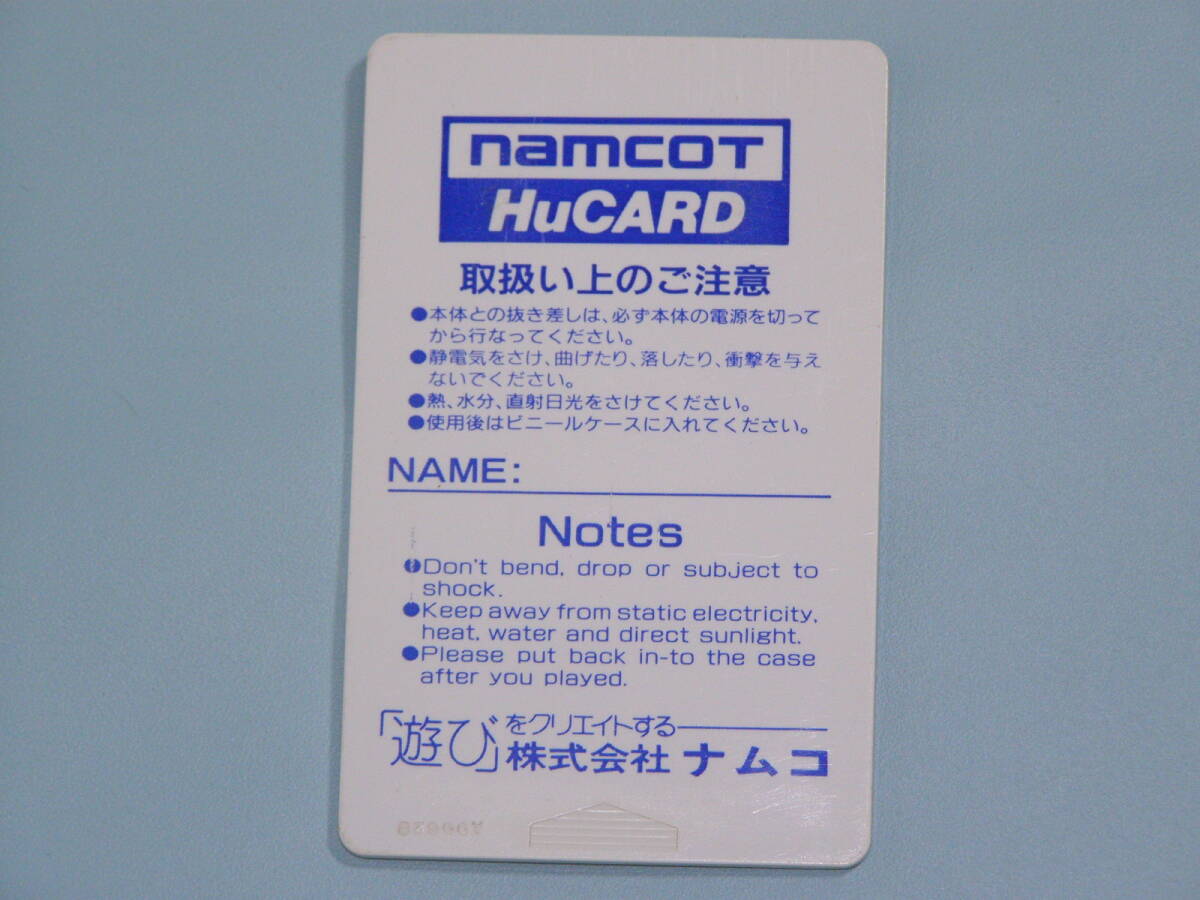 namcoT
HuCARD
取扱い上のご注意
●本体との抜き差しは、必ず本体の電源を切って
から行なってください。
●静電気をさけ、曲げたり、落したり、衝撃を与え
ないでください。
●熱、水分、直射日光をさけてください。
●使用後はビニールケースに入れてください。
NAME:
Notes
●Don't bend, drop or subject to
shock.
●Keep away from static electricity,
heat, water and direct sunlight.
●Please put back in-to the case
after you played.
「遊び」をクリエイトする
株式会社ナムコ